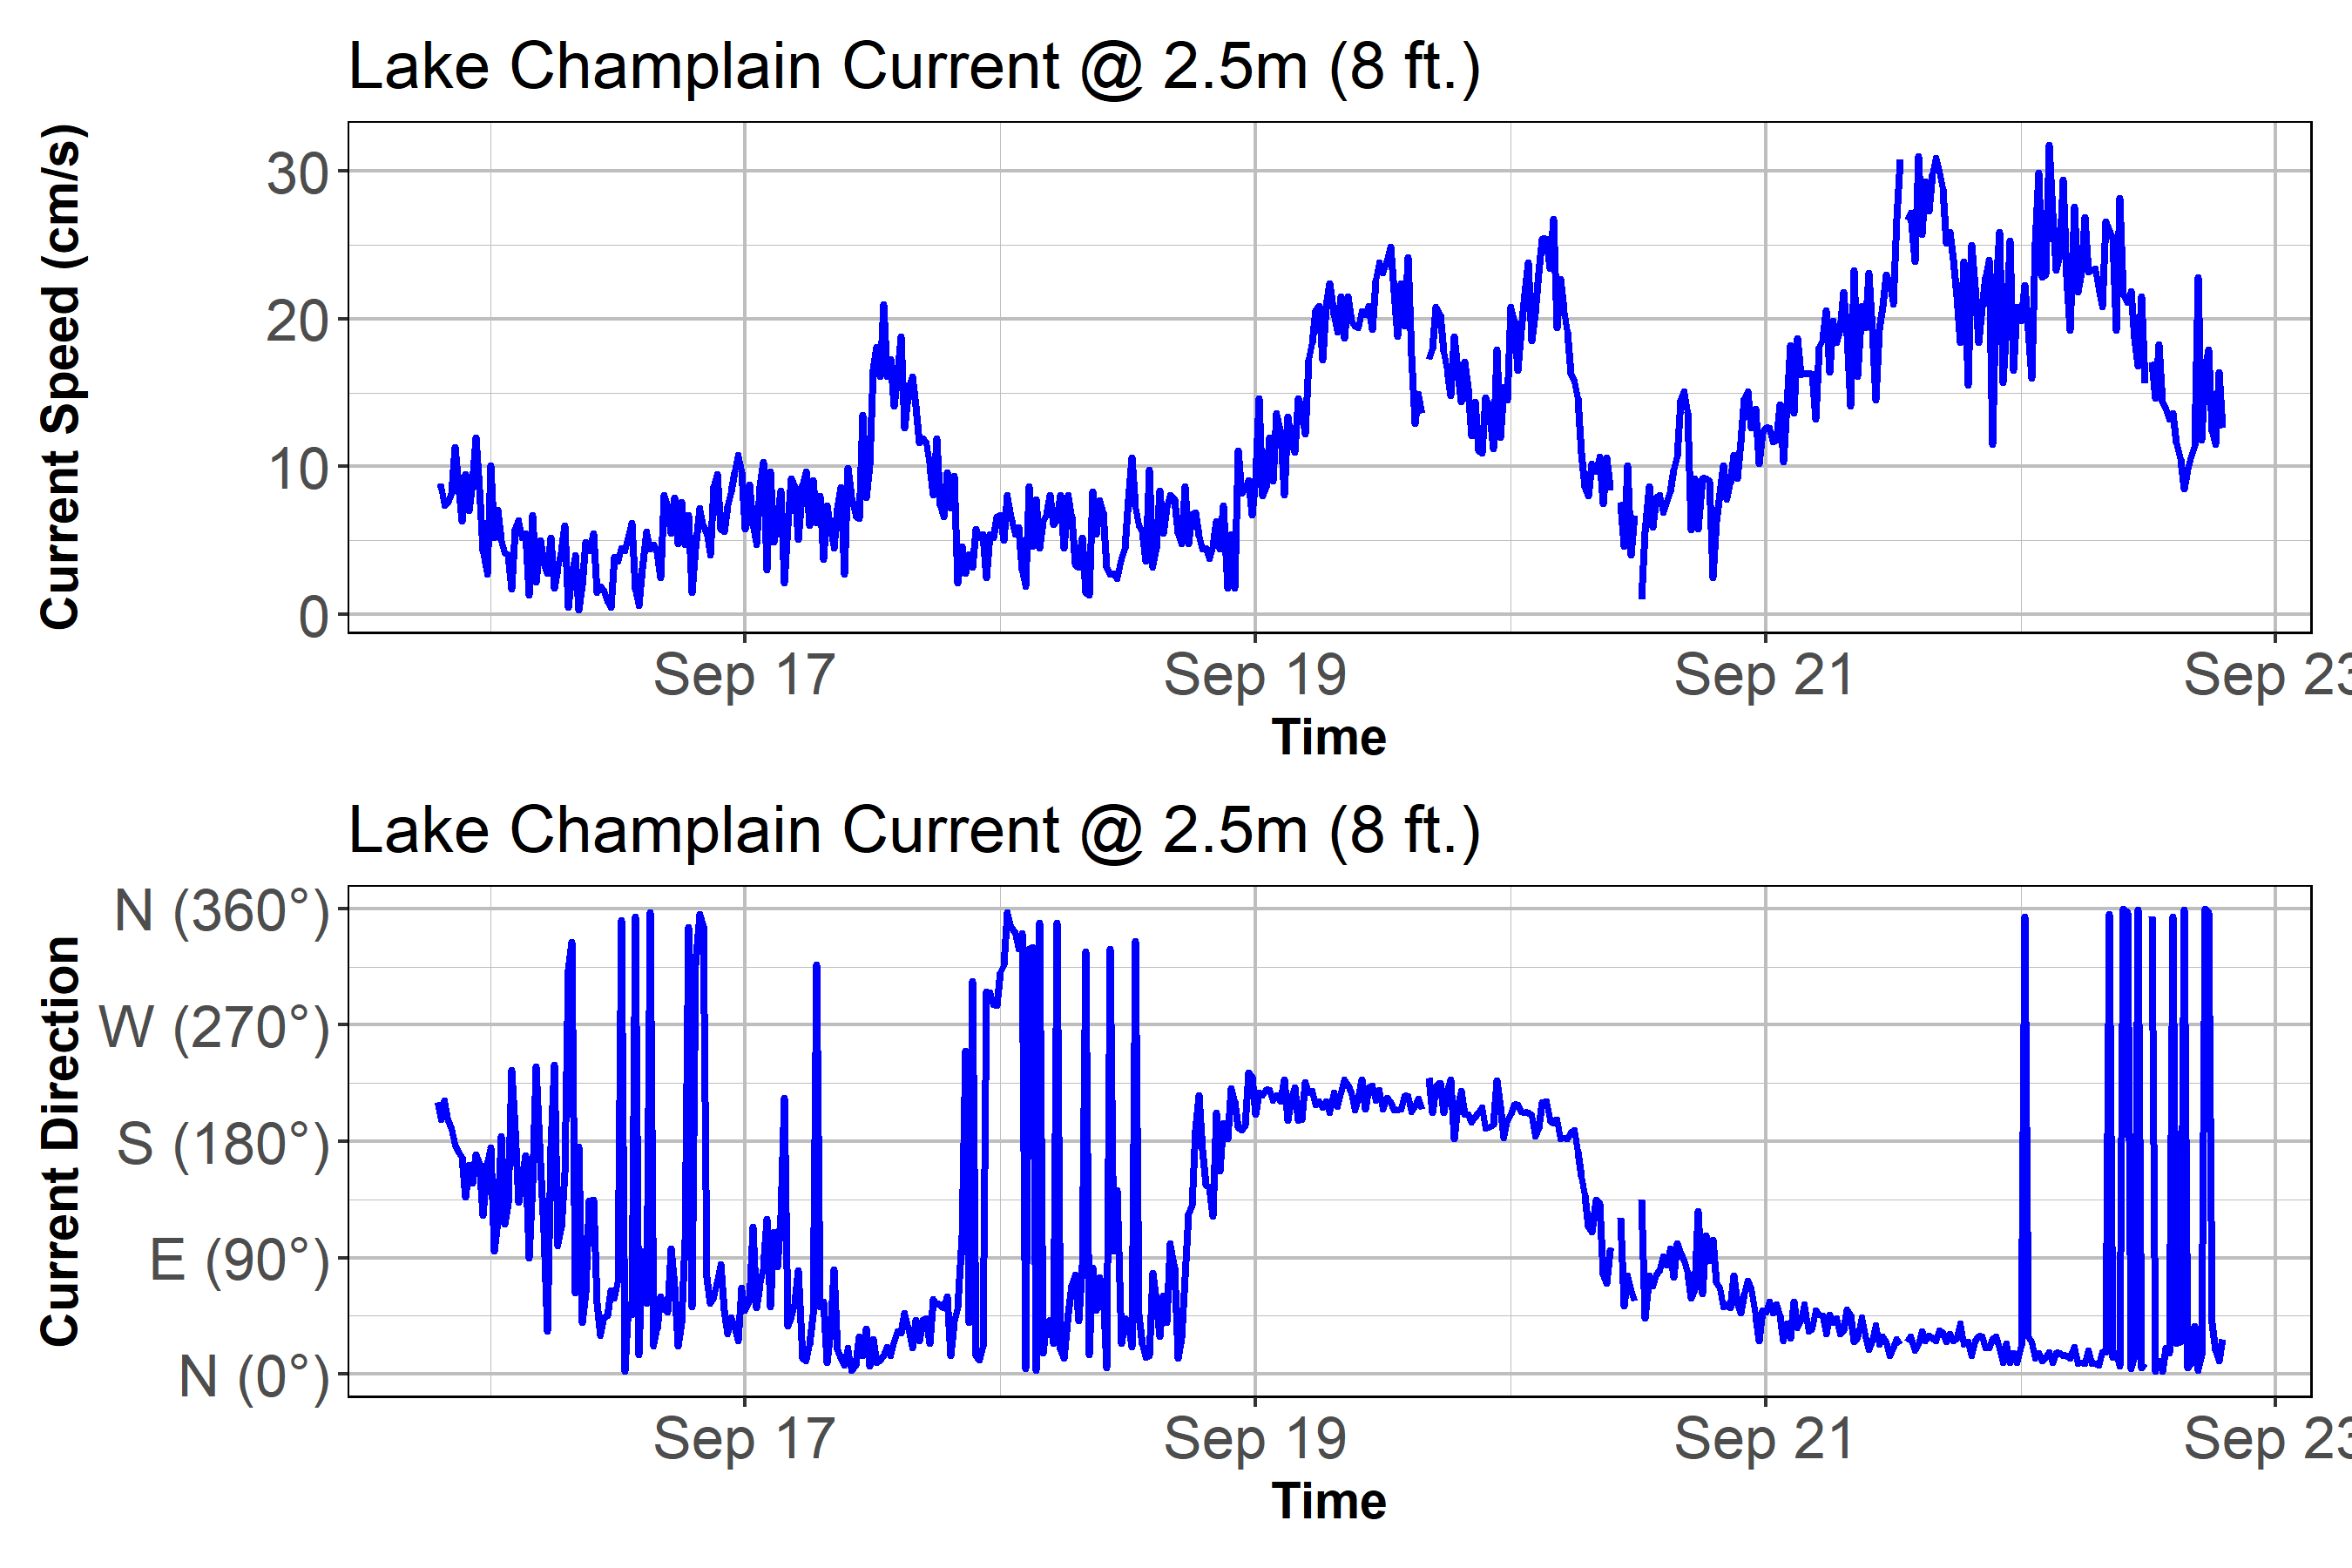 Lake Champlain Current @ 2.5m (8 ft.)
Current Speed (cm/s)
30
20
10
0
Sep 17 Sep 19 Sep 21 Sep 23
Time
Lake Champlain Current @ 2.5m (8 ft.)
Current Direction
N (360°)
W (270°)
S (180°)
E (90°)
N (0°)
Sep 17 Sep 19 Sep 21 Sep 23
Time